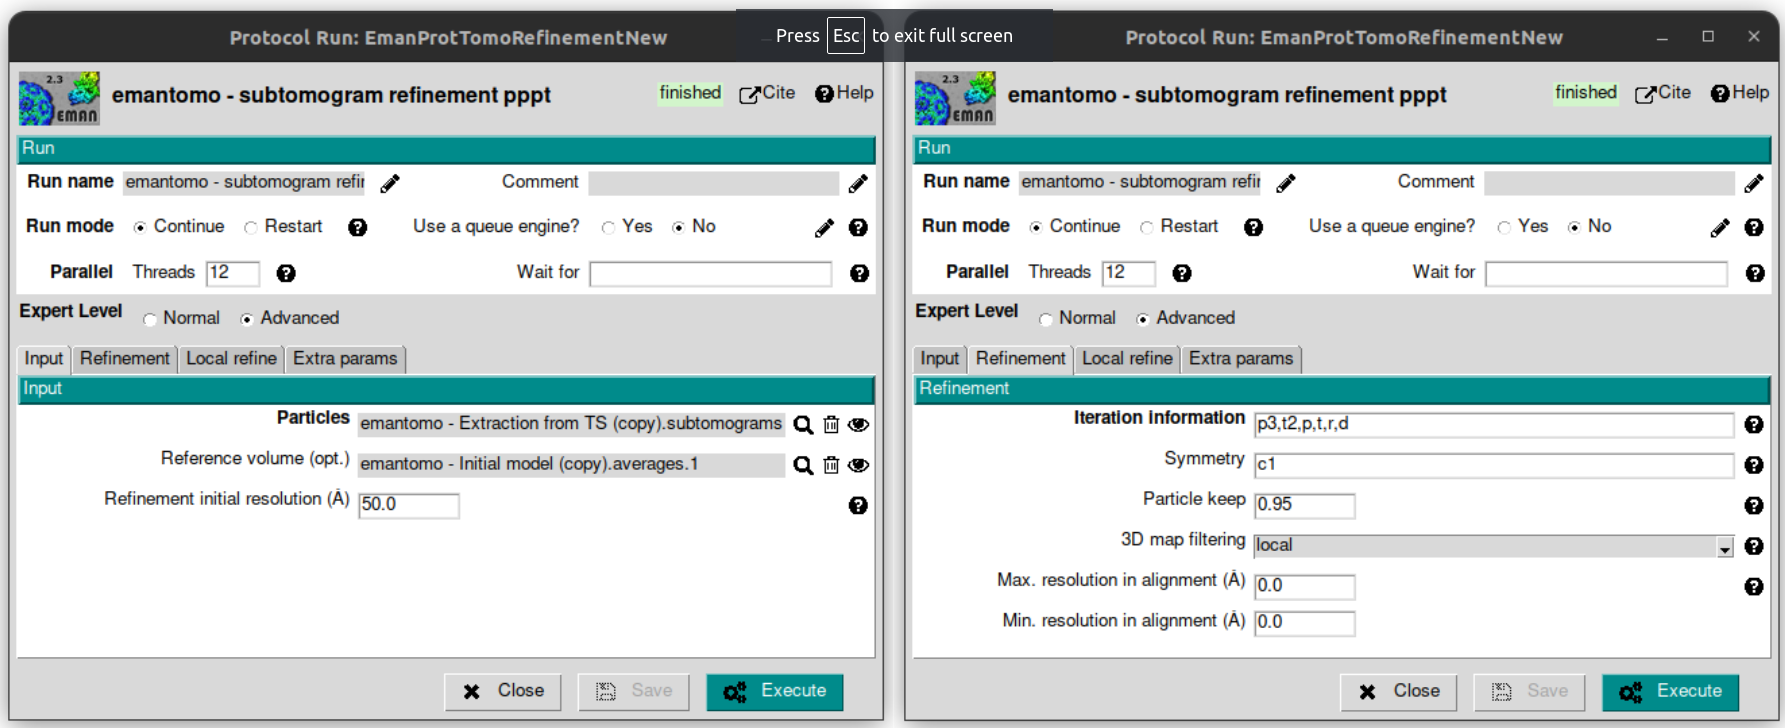 Press Esc to exit full screen
Protocol Run: EmanProtTomoRefinementNew
2.3
EMAN
emantomo - subtomogram refinement pppt
finished
Cite
Help
Run
Run name emantomo - subtomogram refir
Comment
Run mode Continue Restart
Use a queue engine? Yes No
Parallel Threads 12
Wait for
Expert Level Normal Advanced
Input Refinement Local refine Extra params
Input
Particles emantomo - Extraction from TS (copy).subtomograms
Reference volume (opt.) emantomo - Initial model (copy).averages.1
Refinement initial resolution (Å) 50.0
Close Save Execute
Protocol Run: EmanProtTomoRefinementNew
2.3
EMAN
emantomo - subtomogram refinement pppt
finished
Cite
Help
Run
Run name emantomo - subtomogram refir
Comment
Run mode Continue Restart
Use a queue engine? Yes No
Parallel Threads 12
Wait for
Expert Level Normal Advanced
Input Refinement Local refine Extra params
Refinement
Iteration information p3,t2,p,t,r,d
Symmetry c1
Particle keep 0.95
3D map filtering local
Max. resolution in alignment (Å) 0.0
Min. resolution in alignment (Å) 0.0
Close Save Execute